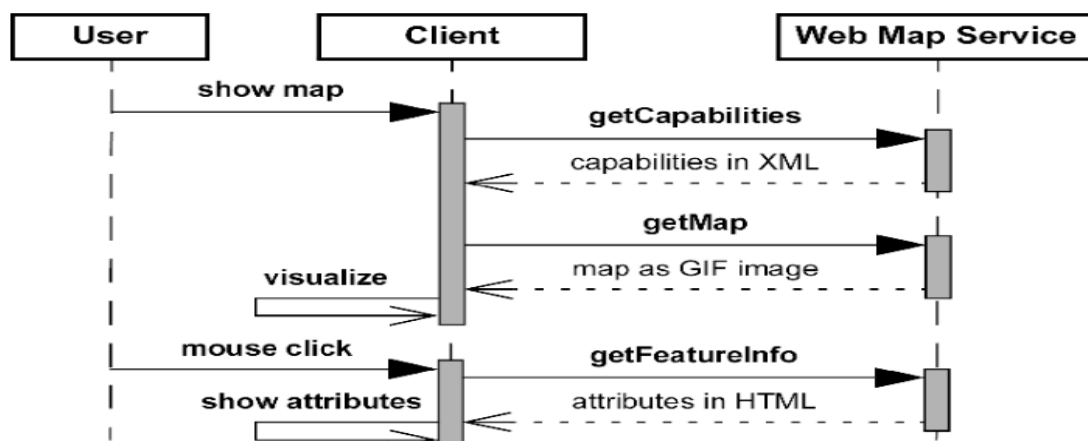 User
Client
Web Map Service
show map
getCapabilities
capabilities in XML
getMap
map as GIF image
visualize
mouse click
getFeatureInfo
show attributes
attributes in HTML